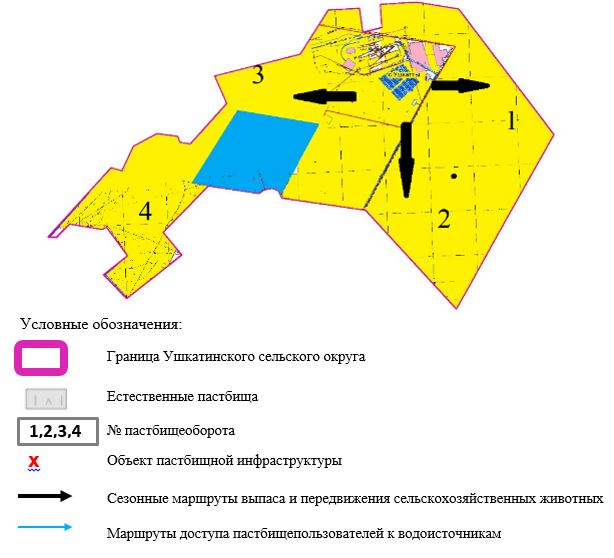 с Ушкатты
3
1
4
2
Условные обозначения:
Граница Ушкатинского сельского округа
Естественные пастбища
1,2,3,4 № пастбищеоборота
X Объект пастбищной инфраструктуры
Сезонные маршруты выпаса и передвижения сельскохозяйственных животных
Маршруты доступа пастбищепользователей к водоисточникам